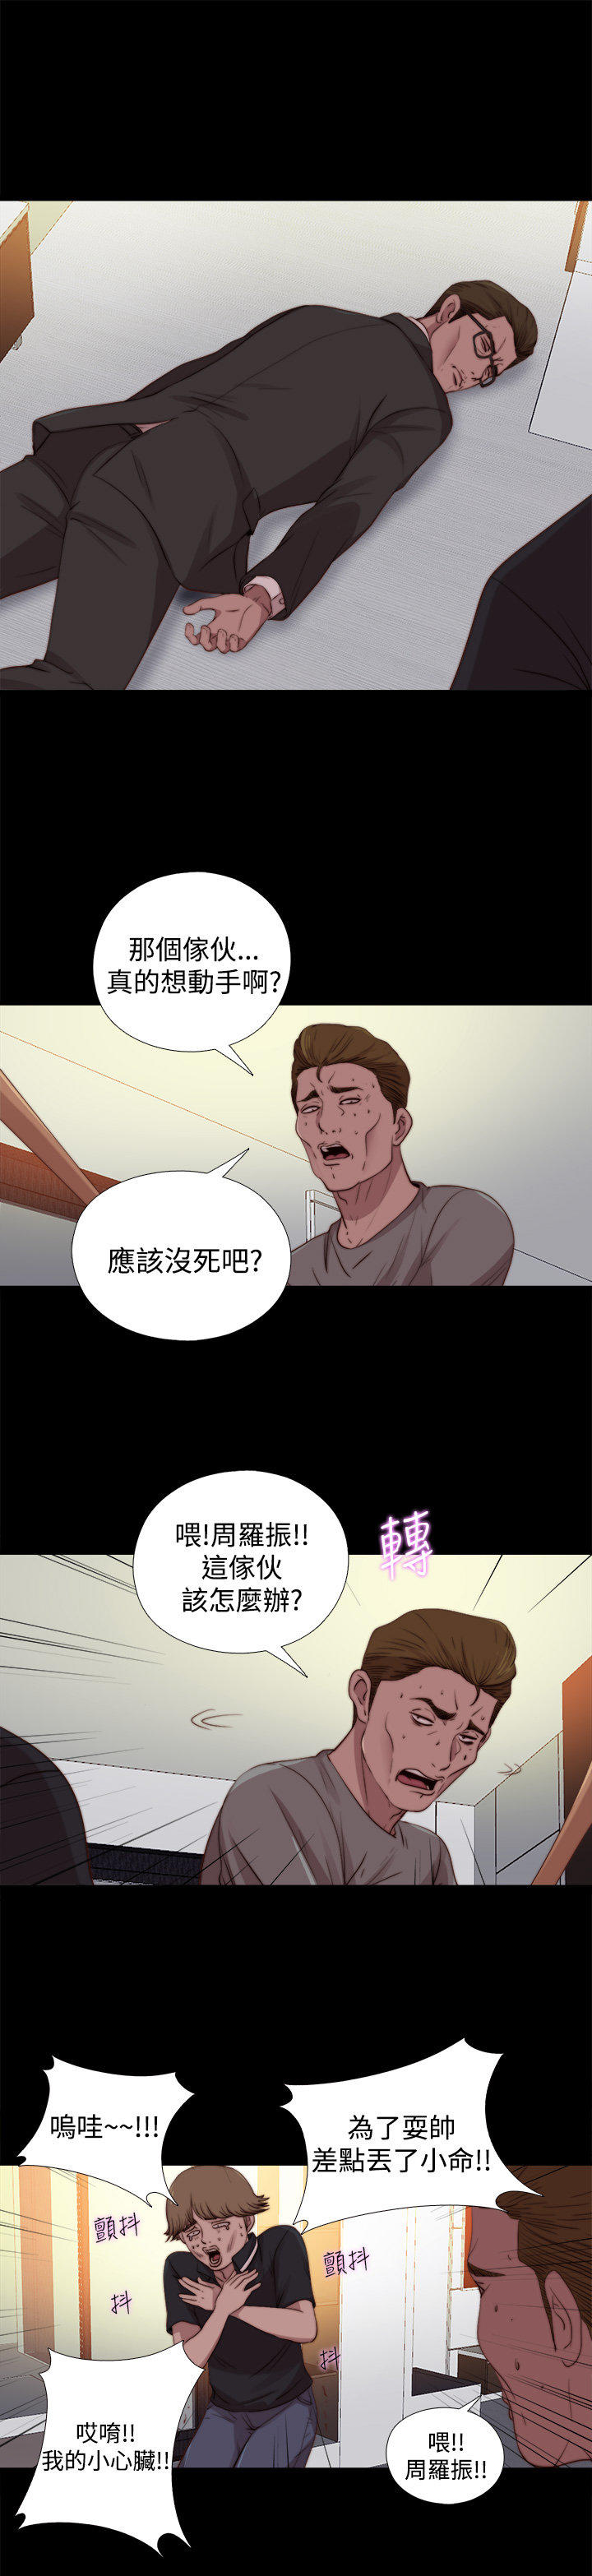 那個傢伙...
真的想動手啊?
應該沒死吧?
喂!周羅振!!
這傢伙
該怎麼辦?
轉
嗚哇~~!!!
為了耍帥
差點丟了小命!!
顫抖
抖
顫抖
抖
哎唷!!
我的小心臟!!
喂!!
周羅振!!